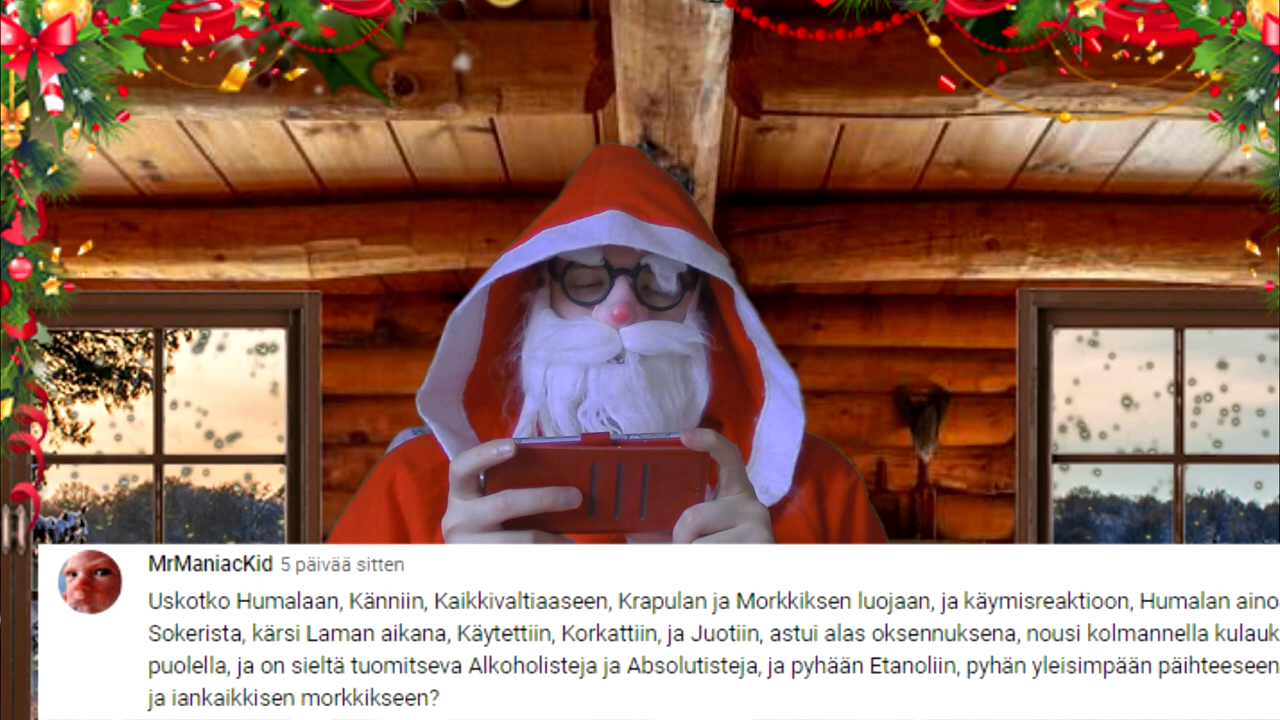 MrManiacKid 5 päivää sitten
Uskotko Humalaan, Känniin, Kaikkivaltiaaseen, Krapulan ja Morkkiksen luojaan, ja käymisreaktioon, Humalan aino
Sokerista, kärsi Laman aikana, Käytettiin, Korkattiin, ja Juotiin, astui alas oksennuksena, nousi kolmannella kulauk
puolella, ja on sieltä tuomitseva Alkoholisteja ja Absolutisteja, ja pyhään Etanoliin, pyhän yleisimpään päihteeseen
ja iankaikkisen morkkikseen?